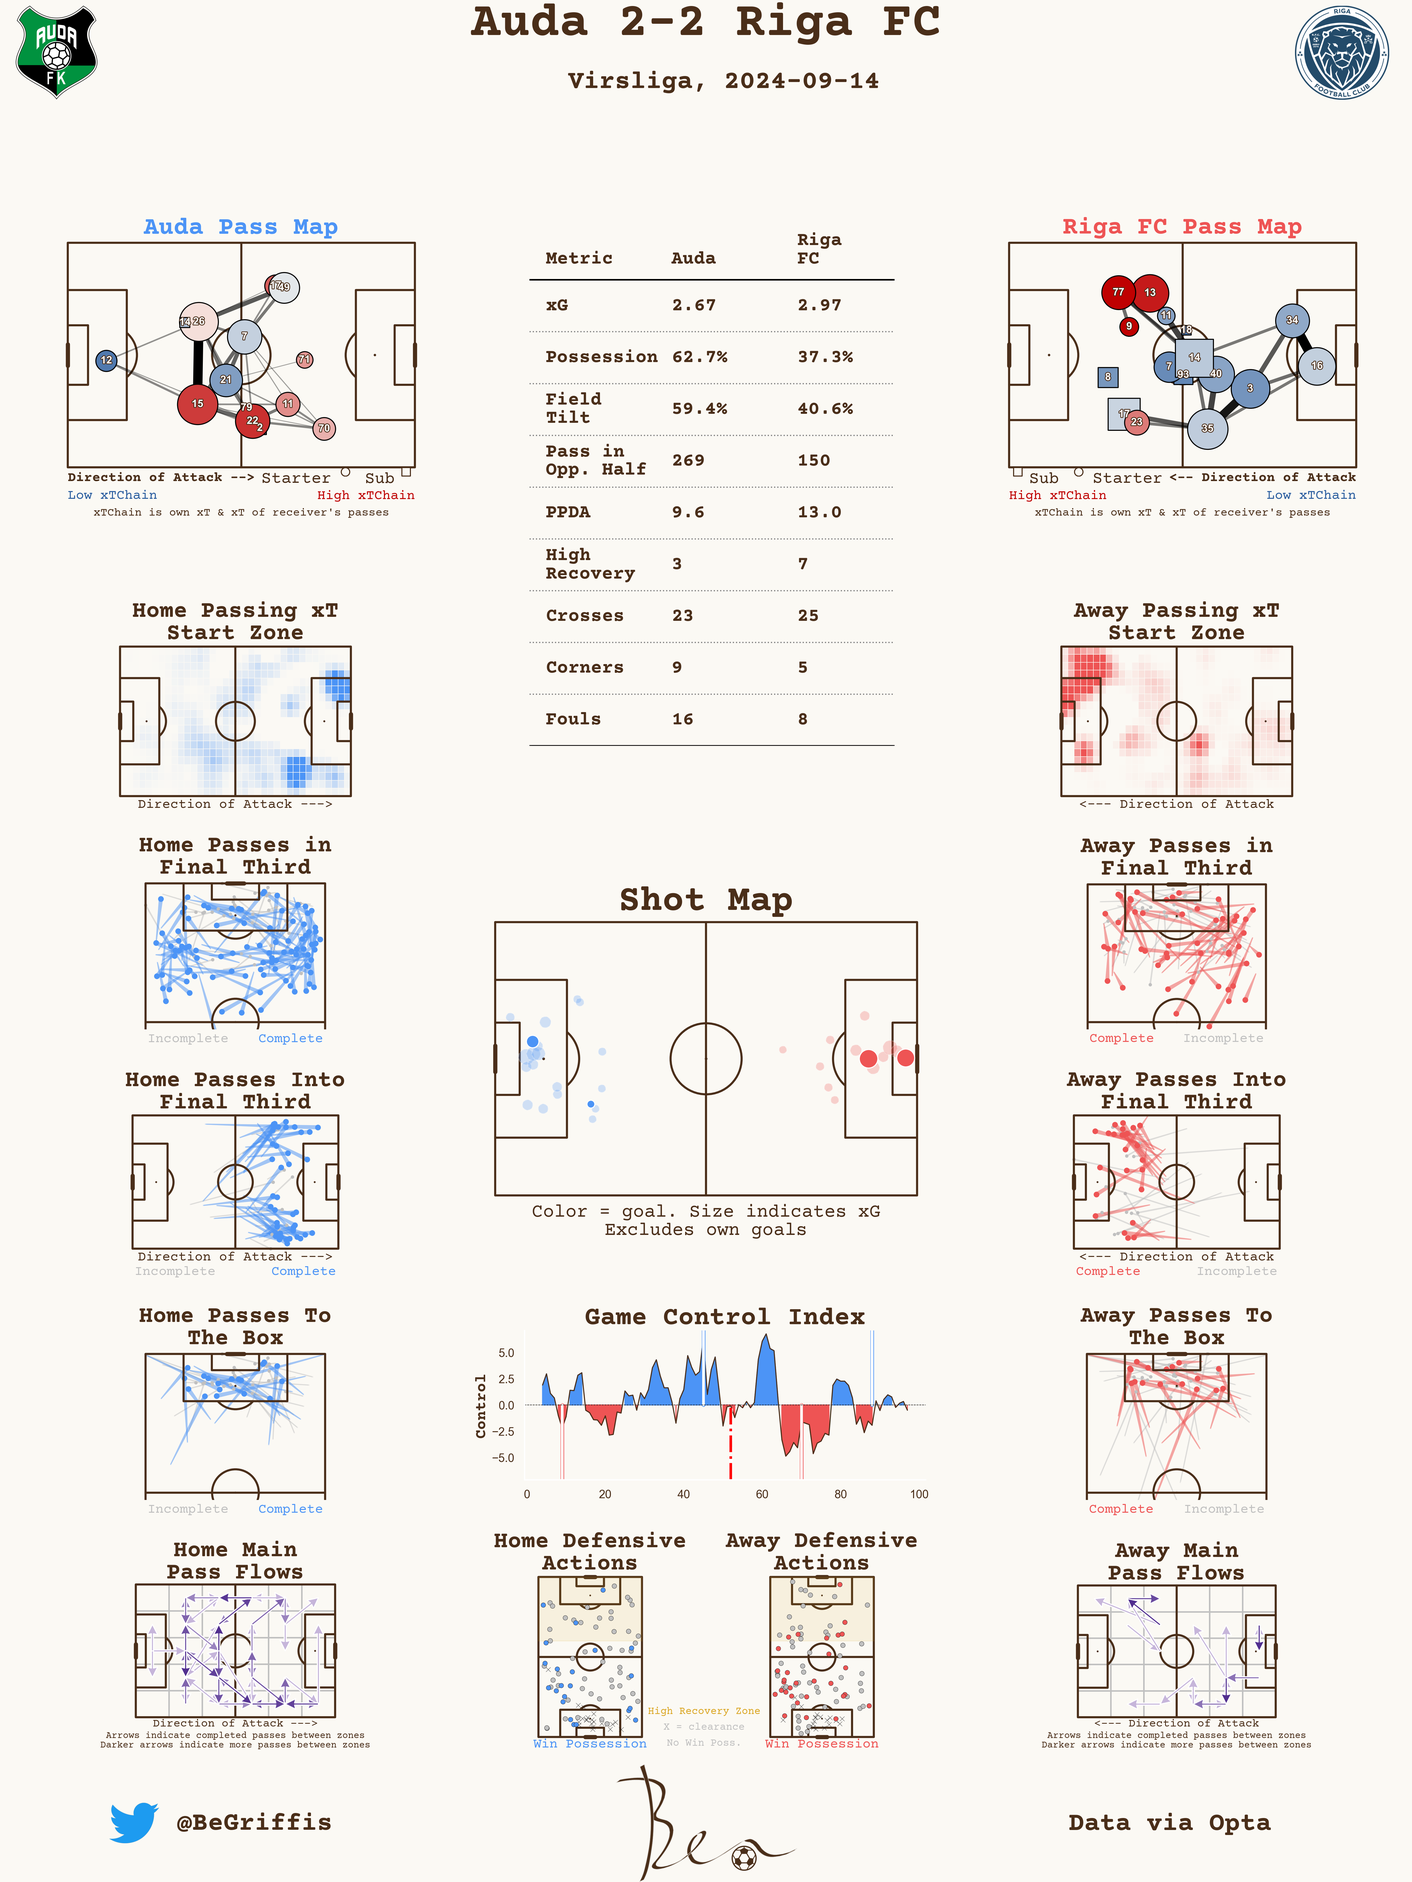 Auda 2-2 Riga FC
Virsliga, 2024-09-14
AUDA
FK
RIGA
FOOTBALL CLUB
Auda Pass Map
17
49
14
26
7
12
71
21
15
79
11
22
2
70
Direction of Attack --> Starter Sub
Low xTChain High xTChain
xTChain is own xT & xT of receiver's passes
Metric Auda Riga FC
xG 2.67 2.97
Possession 62.7% 37.3%
Field Tilt 59.4% 40.6%
Pass in Opp. Half 269 150
PPDA 9.6 13.0
High Recovery 3 7
Crosses 23 25
Corners 9 5
Fouls 16 8
Riga FC Pass Map
77
13
11
9
18
34
14
7
93
40
16
8
3
17
23
35
Sub Starter <-- Direction of Attack
High xTChain Low xTChain
xTChain is own xT & xT of receiver's passes
Home Passing xT
Start Zone
Direction of Attack --->
Away Passing xT
Start Zone
<--- Direction of Attack
Home Passes in
Final Third
Incomplete Complete
Away Passes in
Final Third
Complete Incomplete
Shot Map
Color = goal. Size indicates xG
Excludes own goals
Home Passes Into
Final Third
Direction of Attack --->
Incomplete Complete
Away Passes Into
Final Third
<--- Direction of Attack
Complete Incomplete
Home Passes To
The Box
Incomplete Complete
Game Control Index
Control
5.0
2.5
0.0
−2.5
−5.0
0 20 40 60 80 100
Away Passes To
The Box
Complete Incomplete
Home Main
Pass Flows
Direction of Attack --->
Arrows indicate completed passes between zones
Darker arrows indicate more passes between zones
Home Defensive
Actions
Win Possession
Away Defensive
Actions
Win Possession
High Recovery Zone
X = clearance
No Win Poss.
Away Main
Pass Flows
<--- Direction of Attack
Arrows indicate completed passes between zones
Darker arrows indicate more passes between zones
@BeGriffis
Ben
Data via Opta